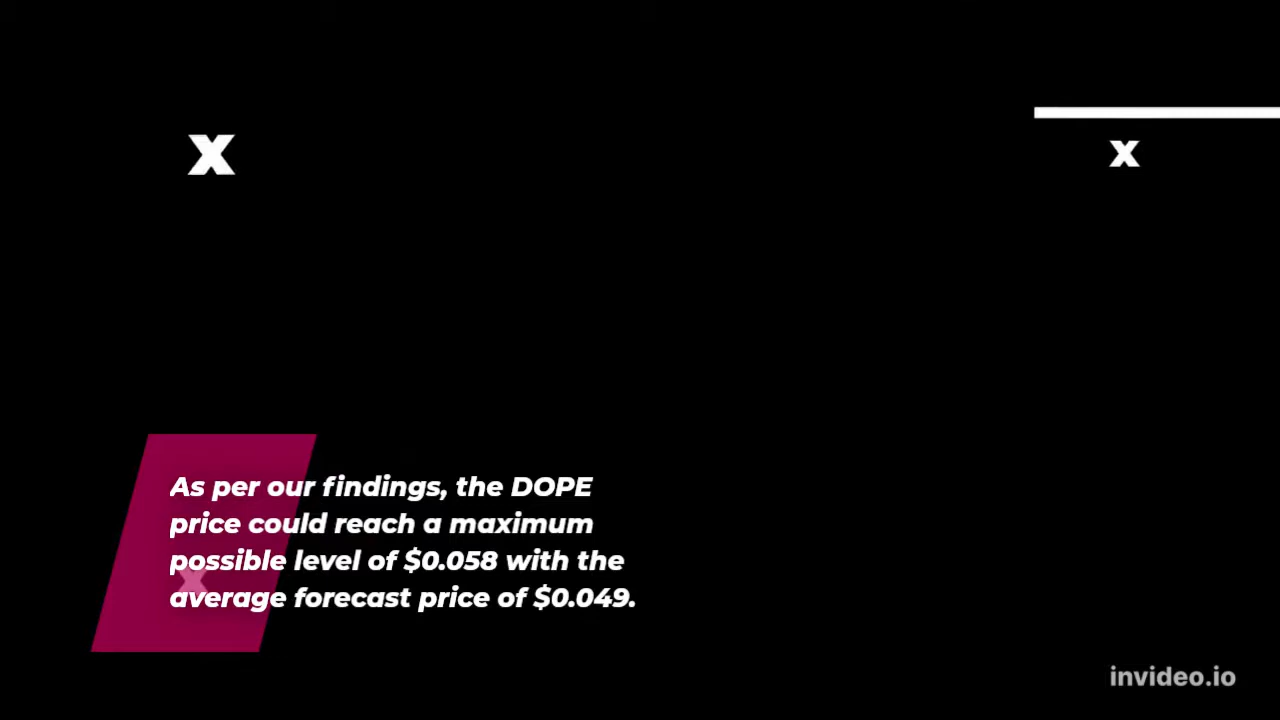 x
x
As per our findings, the DOPE
price could reach a maximum
possible level of $0.058 with the
average forecast price of $0.049.
x
invideo.io